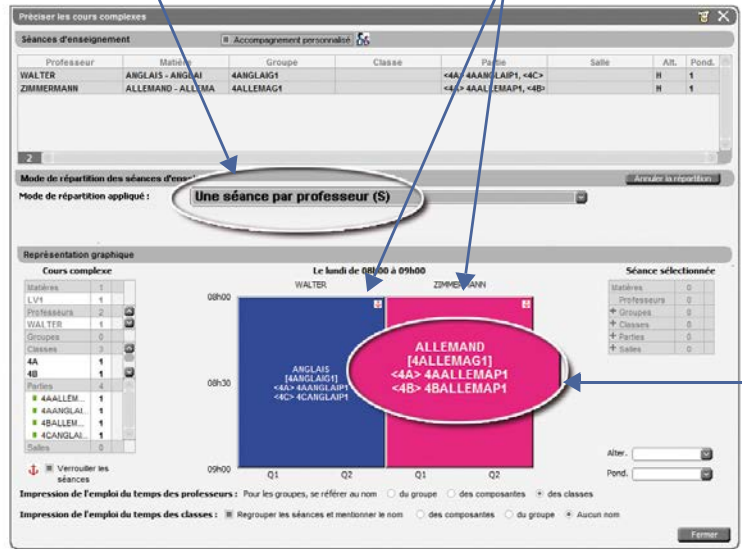 Préciser les cours complexes
Séances d'enseignement
Accompagnement personnalisé
Professeur Matière Groupe Classe Partie Salle Alt. Pond.
WALTER ANGLAIS - ANGLAI 4ANGLAIG1 <4A> 4AANGLAIP1, <4C> H 1
ZIMMERMANN ALLEMAND - ALLEMA 4ALLEMAG1 <4A> 4AALLEMAP1, <4B> H 1
2
Mode de répartition des séances
Annuler la répartition
Mode de répartition appliqué :
Une séance par professeur (S)
Représentation graphique
Cours complexe
Le lundi de 08h00 à 09h00
Séance sélectionnée
WALTER ZIMMERMANN
Matières 1
LV1 1
Professeurs 2
WALTER 1
Groupes 0
Classes 3
4A 1
4B 1
Parties 4
4AALLEM... 1
4AANGLAI... 1
4BALLEM... 1
4CANGLAI... 1
Salles 0
Verrouiller les
séances
08h00
08h30
09h00
ANGLAIS
[4ANGLAIG1]
<4A> 4AANGLAIP1
<4C> 4CANGLAIP1
ALLEMAND
[4ALLEMAG1]
<4A> 4AALLEMAP1
<4B> 4BALLEMAP1
Q1 Q2 Q1 Q2
Matières 0
Professeurs 0
+ Groupes 0
+ Classes 0
+ Parties 0
+ Salles 0
Alter.
Pond.
Impression de l'emploi du temps des professeurs : Pour les groupes, se référer au nom du groupe des composantes des classes
Impression de l'emploi du temps des classes : Regrouper les séances et mentionner le nom des composantes du groupe Aucun nom
Fermer